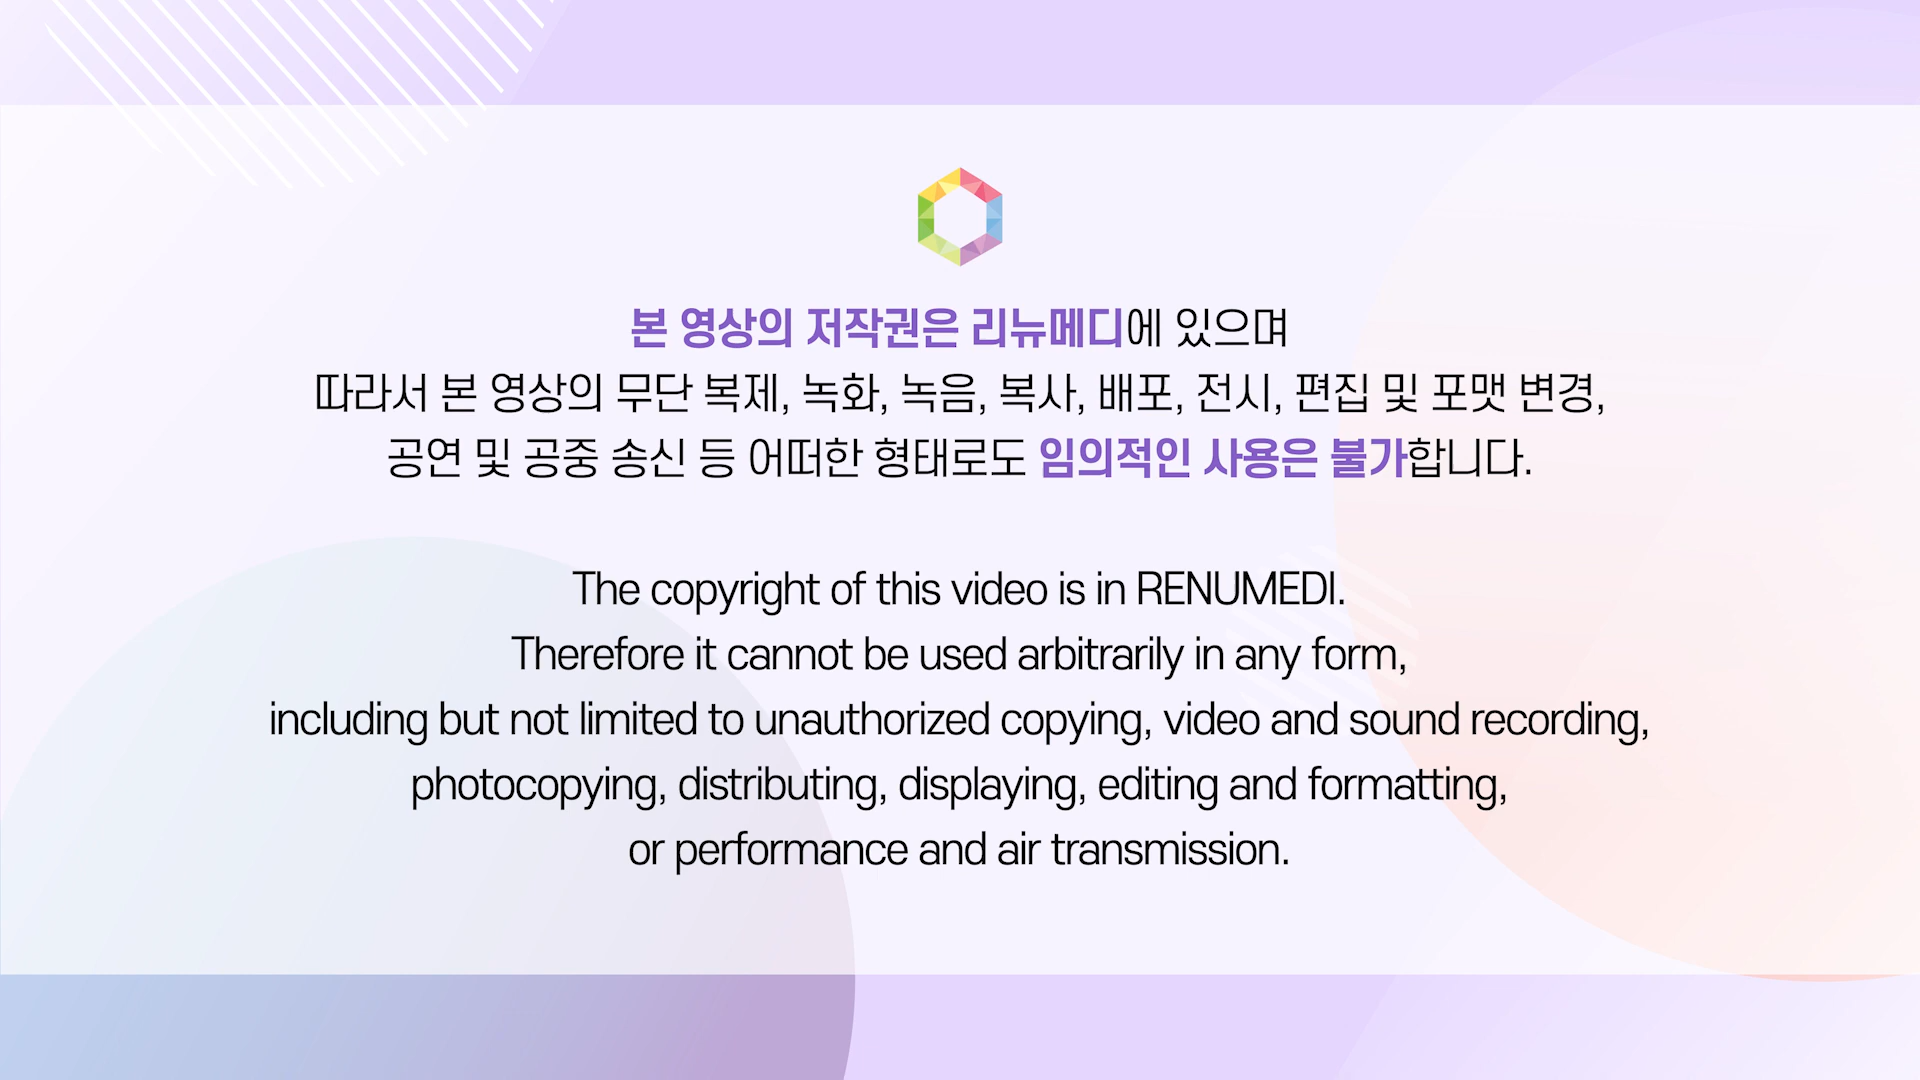 본 영상의 저작권은 리뉴메디에 있으며
따라서 본 영상의 무단 복제, 녹화, 녹음, 복사, 배포, 전시, 편집 및 포맷 변경,
공연 및 공중 송신 등 어떠한 형태로도 임의적인 사용은 불가합니다.
The copyright of this video is in RENUMEDI.
Therefore it cannot be used arbitrarily in any form,
including but not limited to unauthorized copying, video and sound recording,
photocopying, distributing, displaying, editing and formatting,
or performance and air transmission.